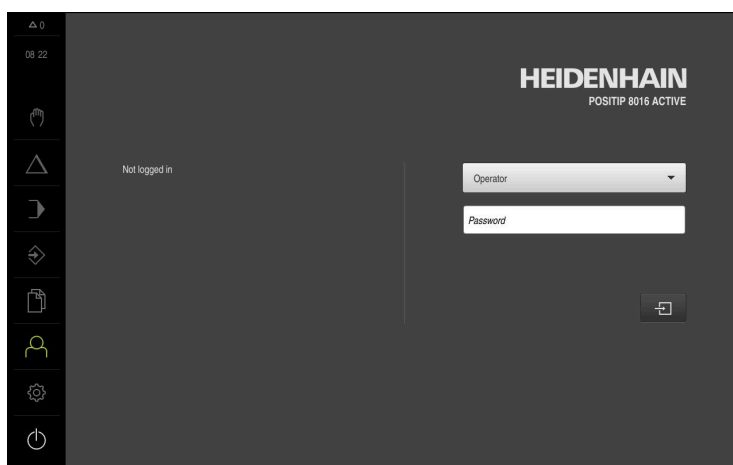 0
08 22
HEIDENHAIN
POSITIP 8016 ACTIVE
Not logged in
Operator
Password